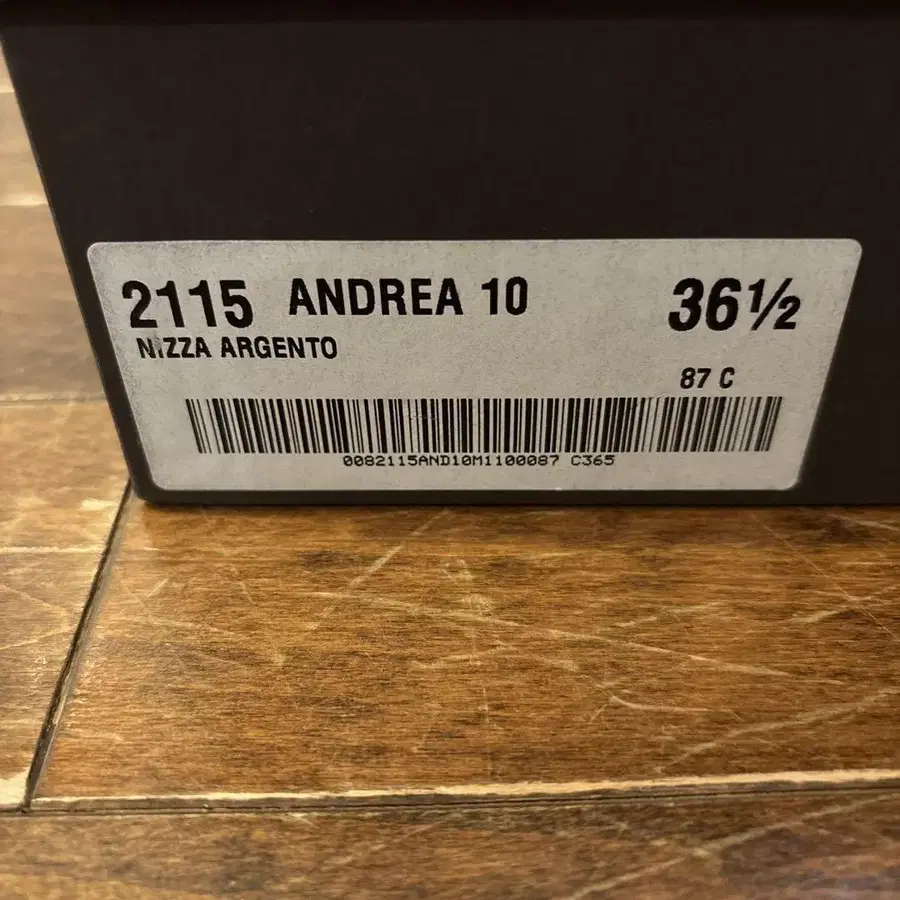 2115 ANDREA 10 36½
NIZZA ARGENTO
87 C
0082115AND10M1100087 C365